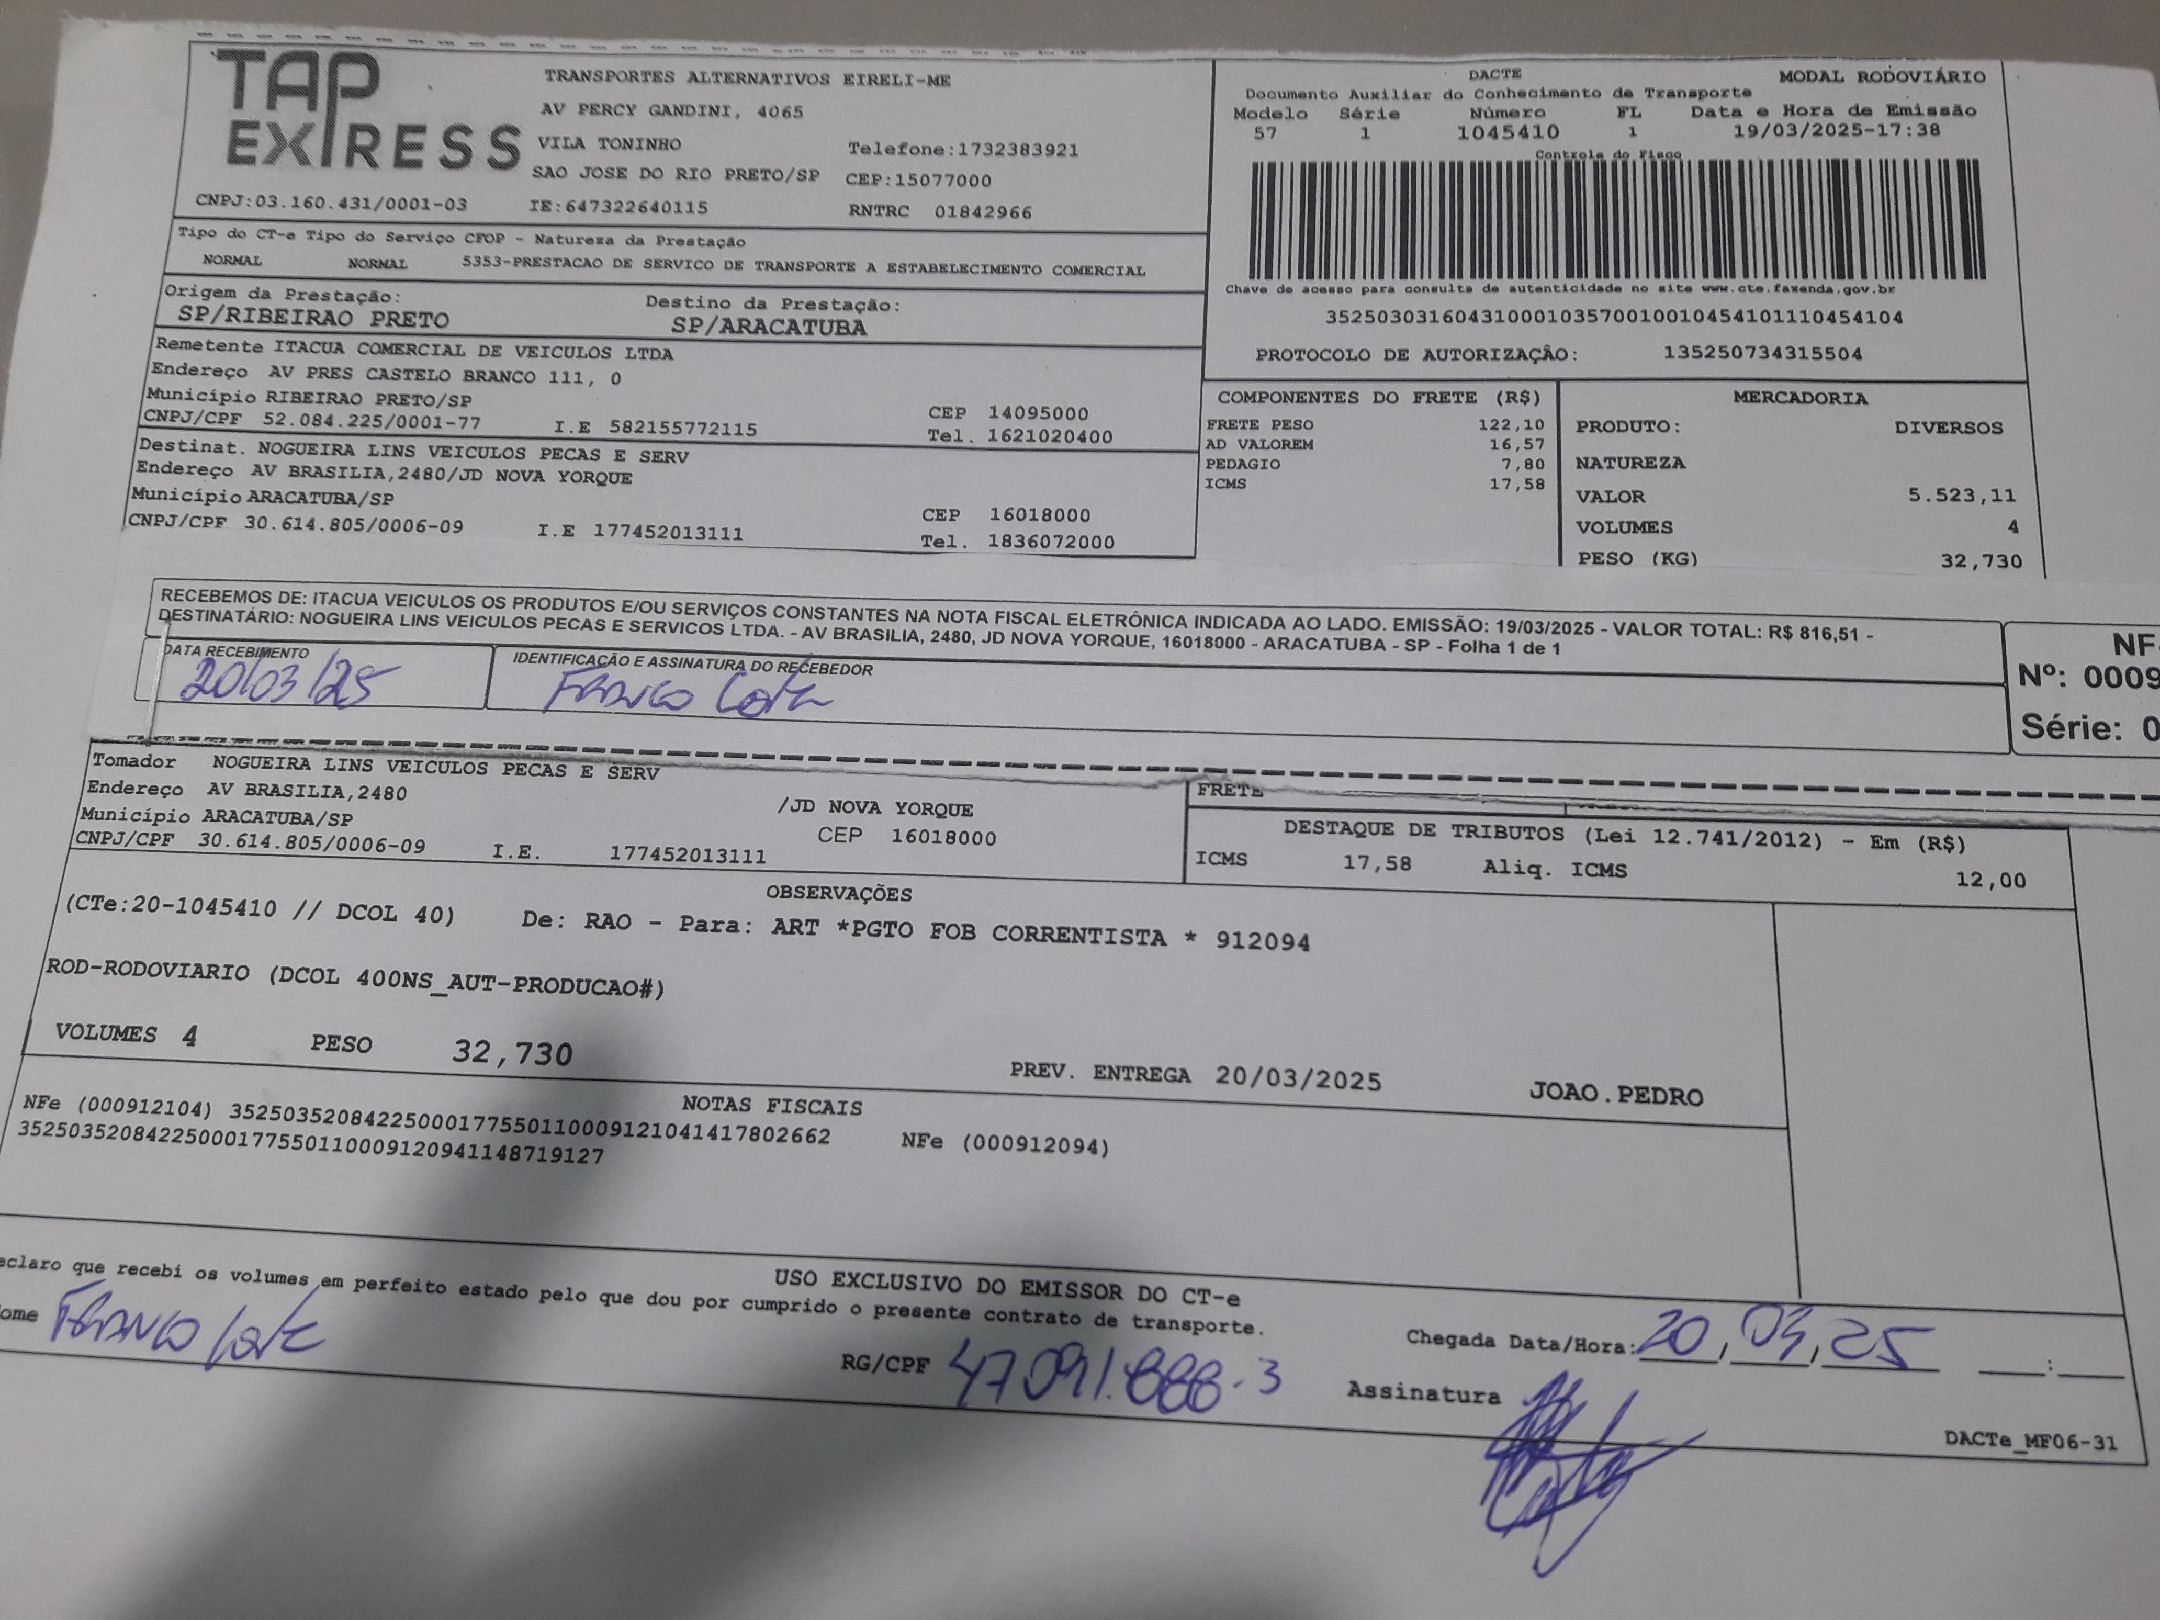 TAP EXPRESS
TRANSPORTES ALTERNATIVOS EIRELI-ME
AV PERCY GANDINI, 4065
VILA TONINHO Telefone:1732383921
SAO JOSE DO RIO PRETO/SP CEP:15077000
CNPJ:03.160.431/0001-03 IE:647322640115 RNTRC 01842966
DACTE MODAL RODOVIÁRIO
Documento Auxiliar do Conhecimento de Transporte
Modelo Série Número FL Data e Hora de Emissão
57 1 1045410 1 19/03/2025-17:38
Controle do Fisco
Chave de acesso para consulta de autenticidade no site www.cte.fazenda.gov.br
35250303160431000103570010010454101110454104
PROTOCOLO DE AUTORIZAÇÃO: 135250734315504
Tipo do CT-e Tipo do Serviço CFOP - Natureza da Prestação
NORMAL NORMAL 5353-PRESTACAO DE SERVICO DE TRANSPORTE A ESTABELECIMENTO COMERCIAL
Origem da Prestação: Destino da Prestação:
SP/RIBEIRAO PRETO SP/ARACATUBA
Remetente ITACUA COMERCIAL DE VEICULOS LTDA
Endereço AV PRES CASTELO BRANCO 111, 0
Município RIBEIRAO PRETO/SP CEP 14095000
CNPJ/CPF 52.084.225/0001-77 I.E 582155772115 Tel. 1621020400
Destinat. NOGUEIRA LINS VEICULOS PECAS E SERV
Endereço AV BRASILIA,2480/JD NOVA YORQUE
Município ARACATUBA/SP CEP 16018000
CNPJ/CPF 30.614.805/0006-09 I.E 177452013111 Tel. 1836072000
COMPONENTES DO FRETE (R$)
FRETE PESO 122,10
AD VALOREM 16,57
PEDAGIO 7,80
ICMS 17,58
MERCADORIA
PRODUTO: DIVERSOS
NATUREZA
VALOR 5.523,11
VOLUMES 4
PESO (KG) 32,730
RECEBEMOS DE: ITACUA VEICULOS OS PRODUTOS E/OU SERVIÇOS CONSTANTES NA NOTA FISCAL ELETRÔNICA INDICADA AO LADO. EMISSÃO: 19/03/2025 - VALOR TOTAL: R$ 816,51 -
DESTINATÁRIO: NOGUEIRA LINS VEICULOS PECAS E SERVICOS LTDA. - AV BRASILIA, 2480, JD NOVA YORQUE, 16018000 - ARACATUBA - SP - Folha 1 de 1
DATA RECEBIMENTO IDENTIFICAÇÃO E ASSINATURA DO RECEBEDOR
20/03/25 Franco
NF-
Nº: 0009
Série: 0
Tomador NOGUEIRA LINS VEICULOS PECAS E SERV
Endereço AV BRASILIA,2480 /JD NOVA YORQUE
Município ARACATUBA/SP CEP 16018000
CNPJ/CPF 30.614.805/0006-09 I.E. 177452013111
FRETE
DESTAQUE DE TRIBUTOS (Lei 12.741/2012) - Em (R$)
ICMS 17,58 Aliq. ICMS 12,00
OBSERVAÇÕES
(CTe:20-1045410 // DCOL 40) De: RAO - Para: ART *PGTO FOB CORRENTISTA * 912094
ROD-RODOVIARIO (DCOL 400NS_AUT-PRODUCAO#)
VOLUMES 4 PESO 32,730 PREV. ENTREGA 20/03/2025 JOAO.PEDRO
NOTAS FISCAIS
NFe (000912104) 35250352084225000177550110009121041417802662 NFe (000912094)
35250352084225000177550110009120941148719127
USO EXCLUSIVO DO EMISSOR DO CT-e
eclaro que recebi os volumes em perfeito estado pelo que dou por cumprido o presente contrato de transporte.
ome Franco RG/CPF 47091.888-3 Chegada Data/Hora: 20,03,25 :
Assinatura
DACTe_MF06-31